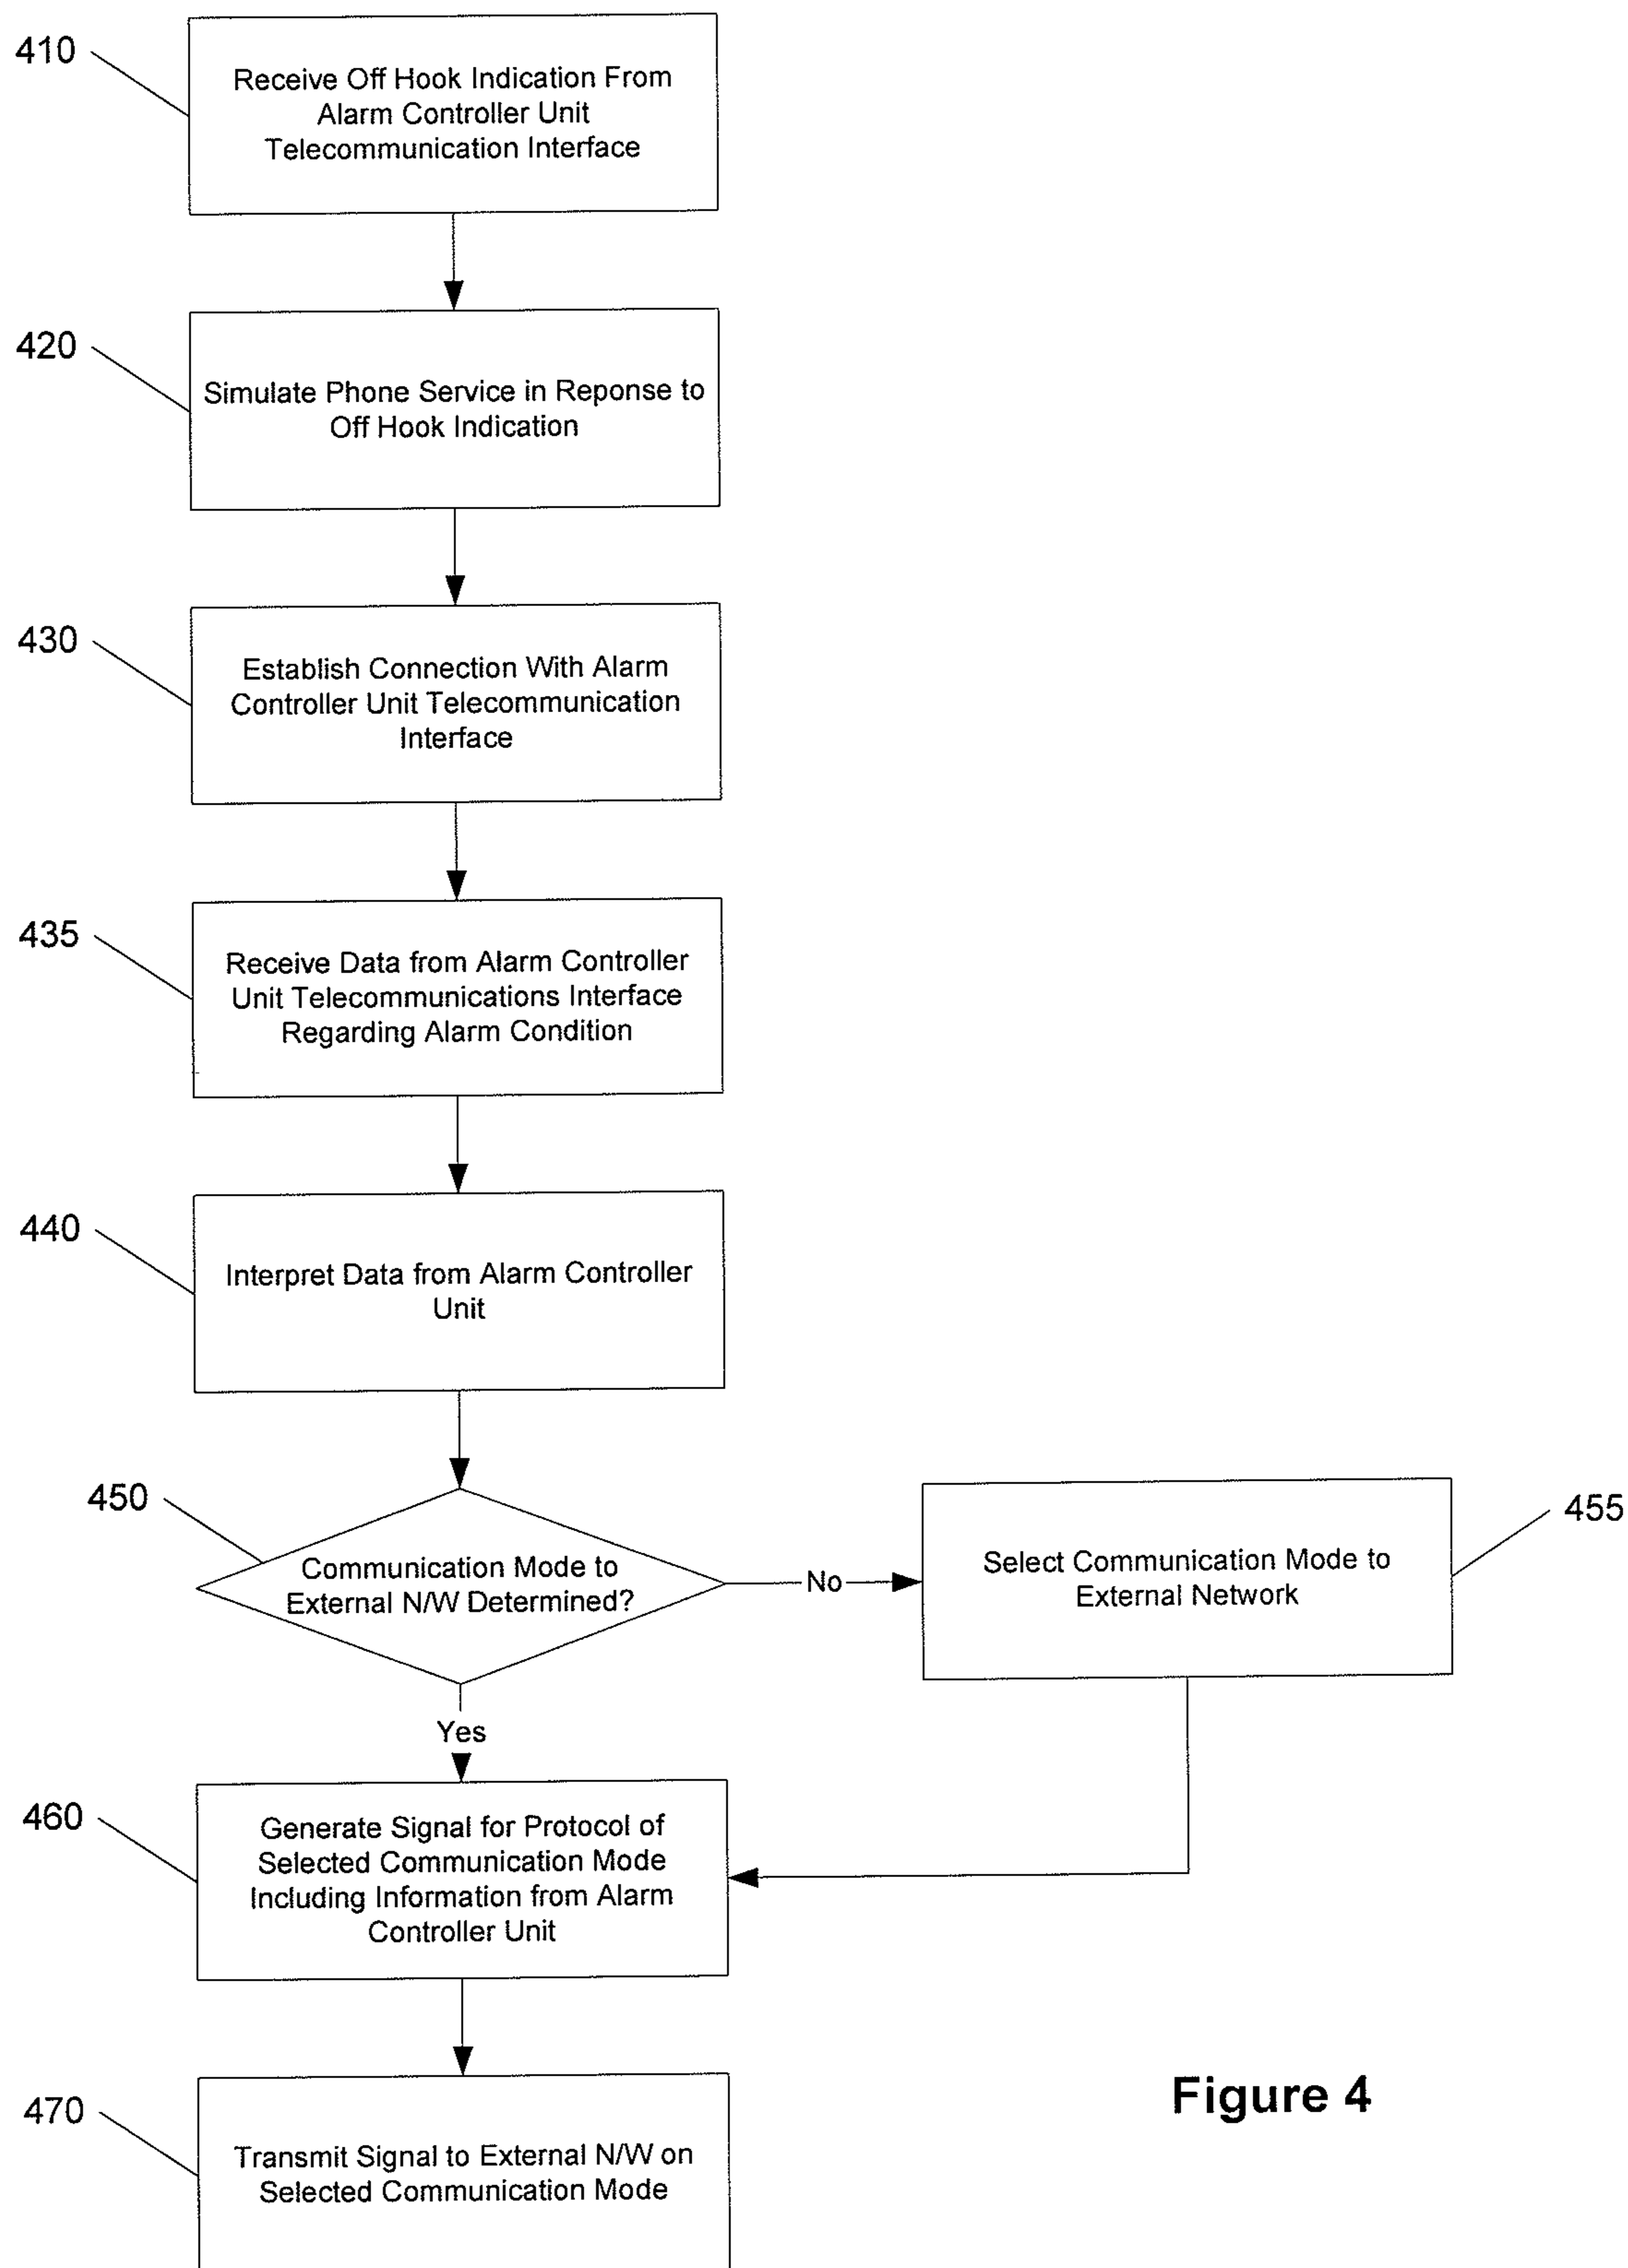 410
Receive Off Hook Indication From
Alarm Controller Unit
Telecommunication Interface
420
Simulate Phone Service in Reponse to
Off Hook Indication
430
Establish Connection With Alarm
Controller Unit Telecommunication
Interface
435
Receive Data from Alarm Controller
Unit Telecommunications Interface
Regarding Alarm Condition
440
Interpret Data from Alarm Controller
Unit
450
Communication Mode to
External N/W Determined?
No
455
Select Communication Mode to
External Network
Yes
460
Generate Signal for Protocol of
Selected Communication Mode
Including Information from Alarm
Controller Unit
470
Transmit Signal to External N/W on
Selected Communication Mode
Figure 4